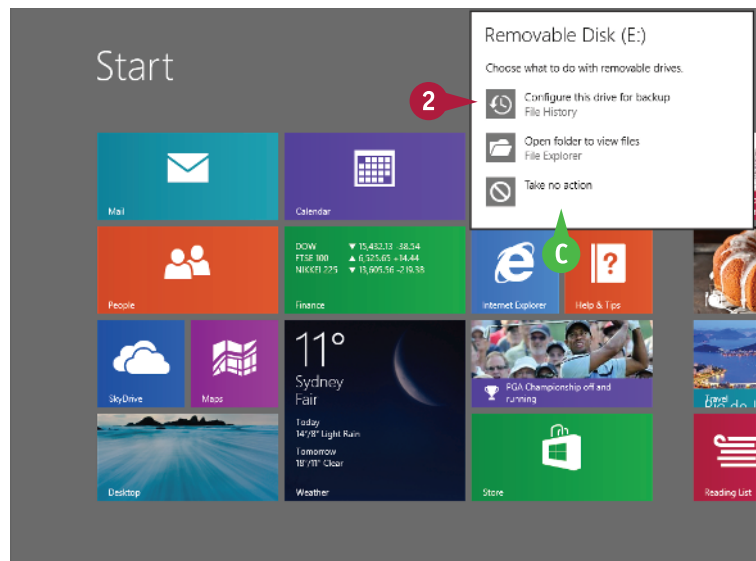 Start
Removable Disk (E:)
Choose what to do with removable drives.
2
Configure this drive for backup
File History
Open folder to view files
File Explorer
Take no action
C
Mail
Calendar
People
DOW ▼ 15,432.13 -38.54
FTSE 100 ▲ 6,525.65 +14.44
NIKKEI 225 ▼ 13,605.56 -219.38
Finance
Internet Explorer
?
Help & Tips
SkyDrive
Maps
11°
Sydney
Fair
Today
14°/8° Light Rain
Tomorrow
18°/11° Clear
Weather
PGA Championship off and
running
Travel
Desktop
Store
Reading List